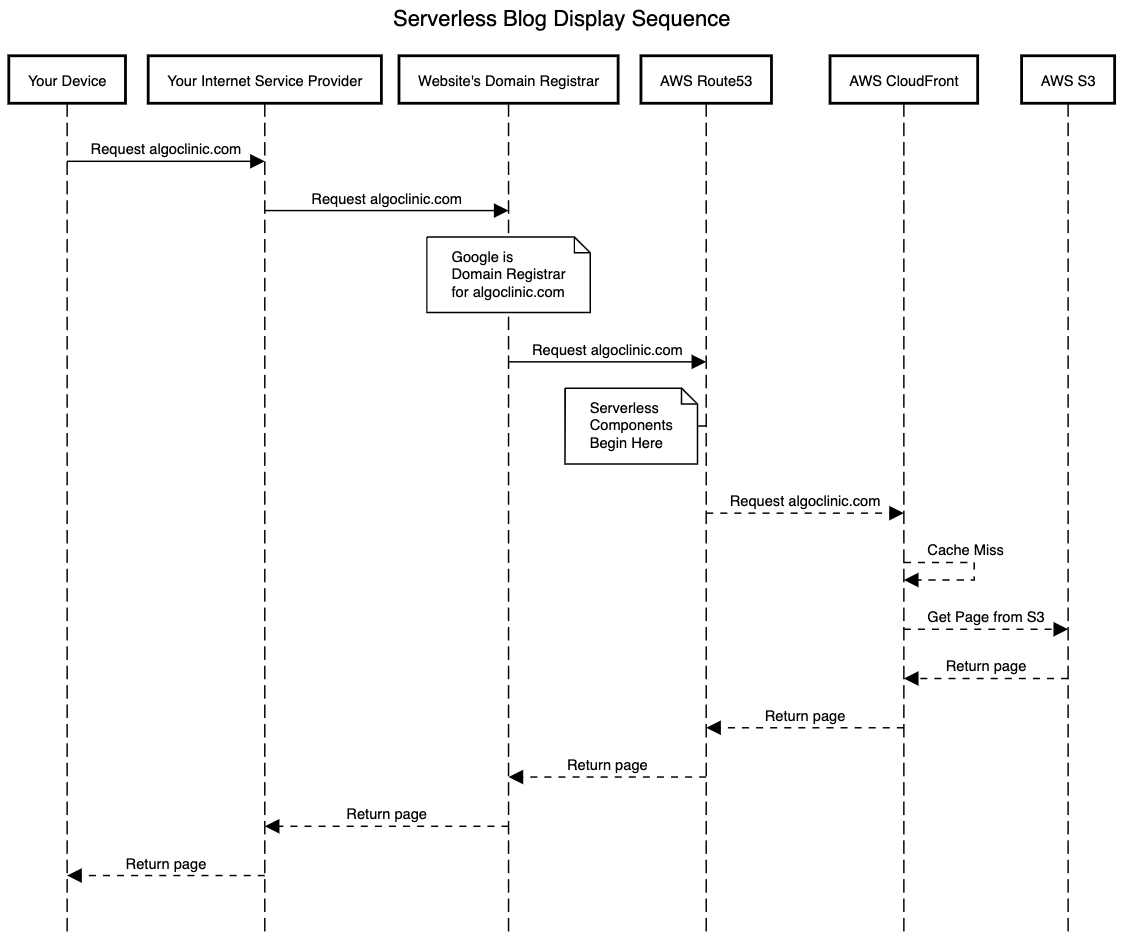 Serverless Blog Display Sequence
Your Device
Your Internet Service Provider
Website's Domain Registrar
AWS Route53
AWS CloudFront
AWS S3
Request algoclinic.com
Request algoclinic.com
Google is
Domain Registrar
for algoclinic.com
Request algoclinic.com
Serverless
Components
Begin Here
Request algoclinic.com
Cache Miss
Get Page from S3
Return page
Return page
Return page
Return page
Return page